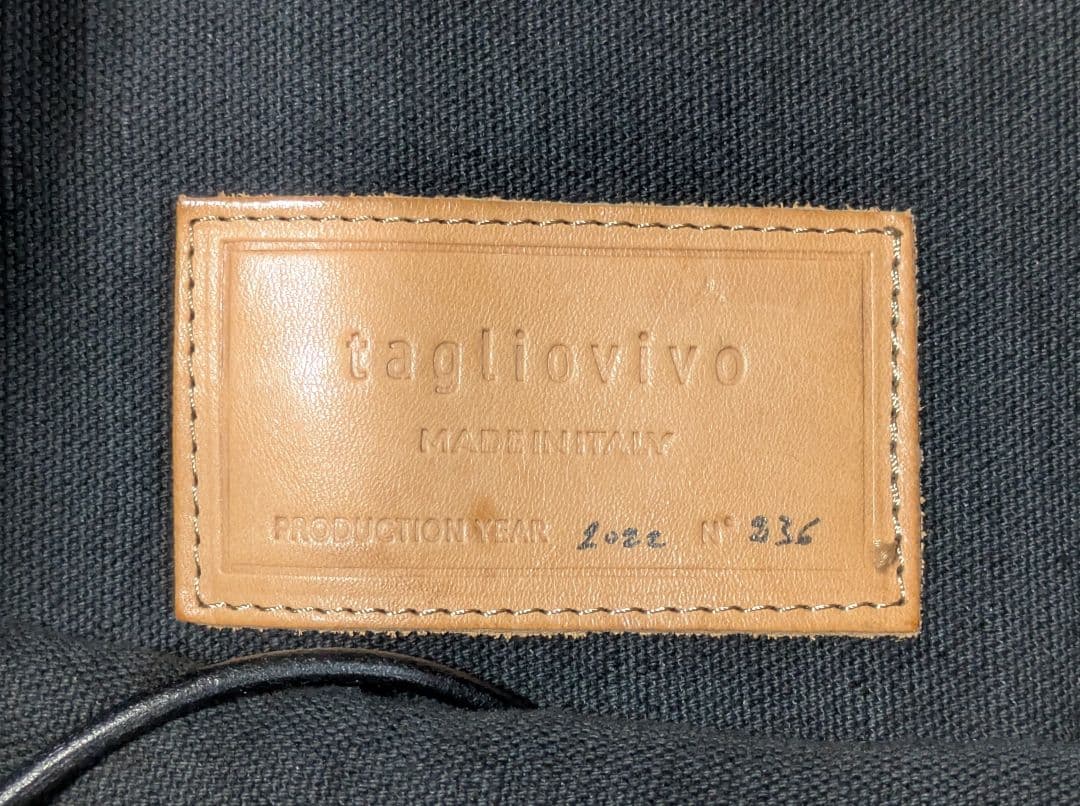 tagliovivo
MADE IN ITALY
PRODUCTION YEAR 2022 N° 236